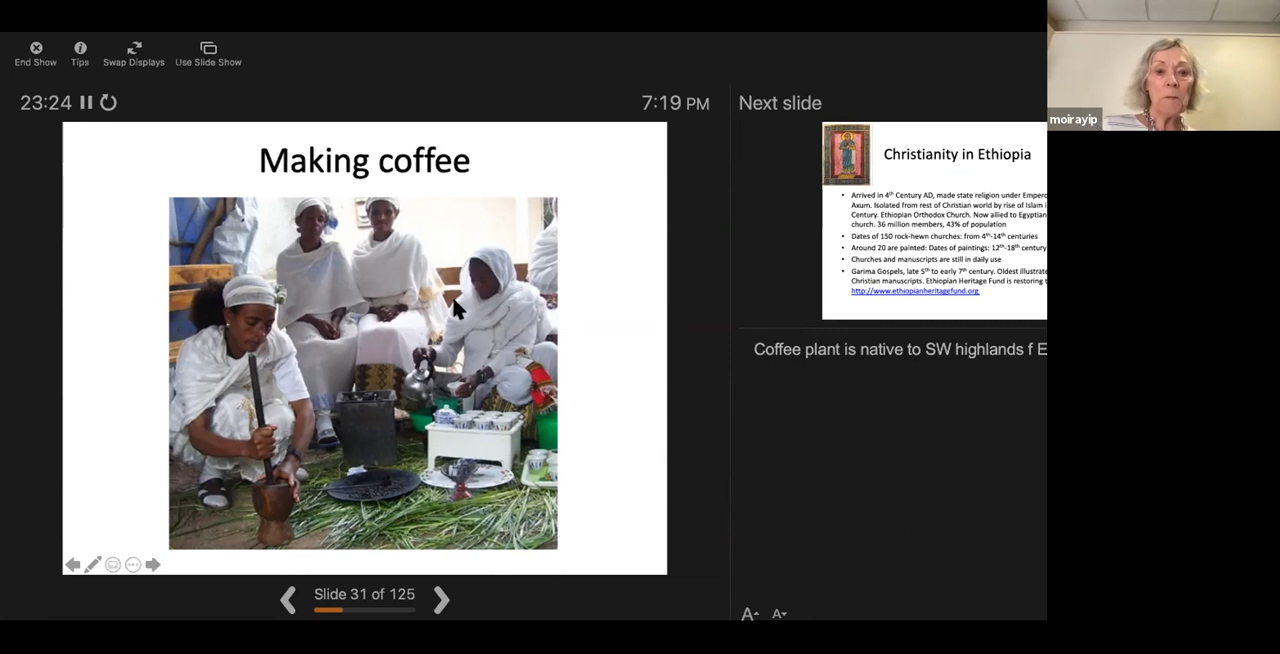 End Show
Tips
Swap Displays
Use Slide Show
23:24
7:19 PM
Making coffee
Slide 31 of 125
Next slide
Christianity in Ethiopia
• Arrived in 4th Century AD, made state religion under Empero
Axum. Isolated from rest of Christian world by rise of Islam i
Century. Ethiopian Orthodox Church. Now allied to Egyptian
church. 36 million members, 43% of population
• Dates of 150 rock-hewn churches: from 4th-14th centuries
• Around 20 are painted: Dates of paintings: 12th-18th century
• Churches and manuscripts are still in daily use
• Garima Gospels, late 5th to early 7th century. Oldest illustrate
Christian manuscripts. Ethiopian Heritage Fund is restoring t
http://www.ethiopianheritagefund.org
Coffee plant is native to SW highlands f E
A A
moirayip